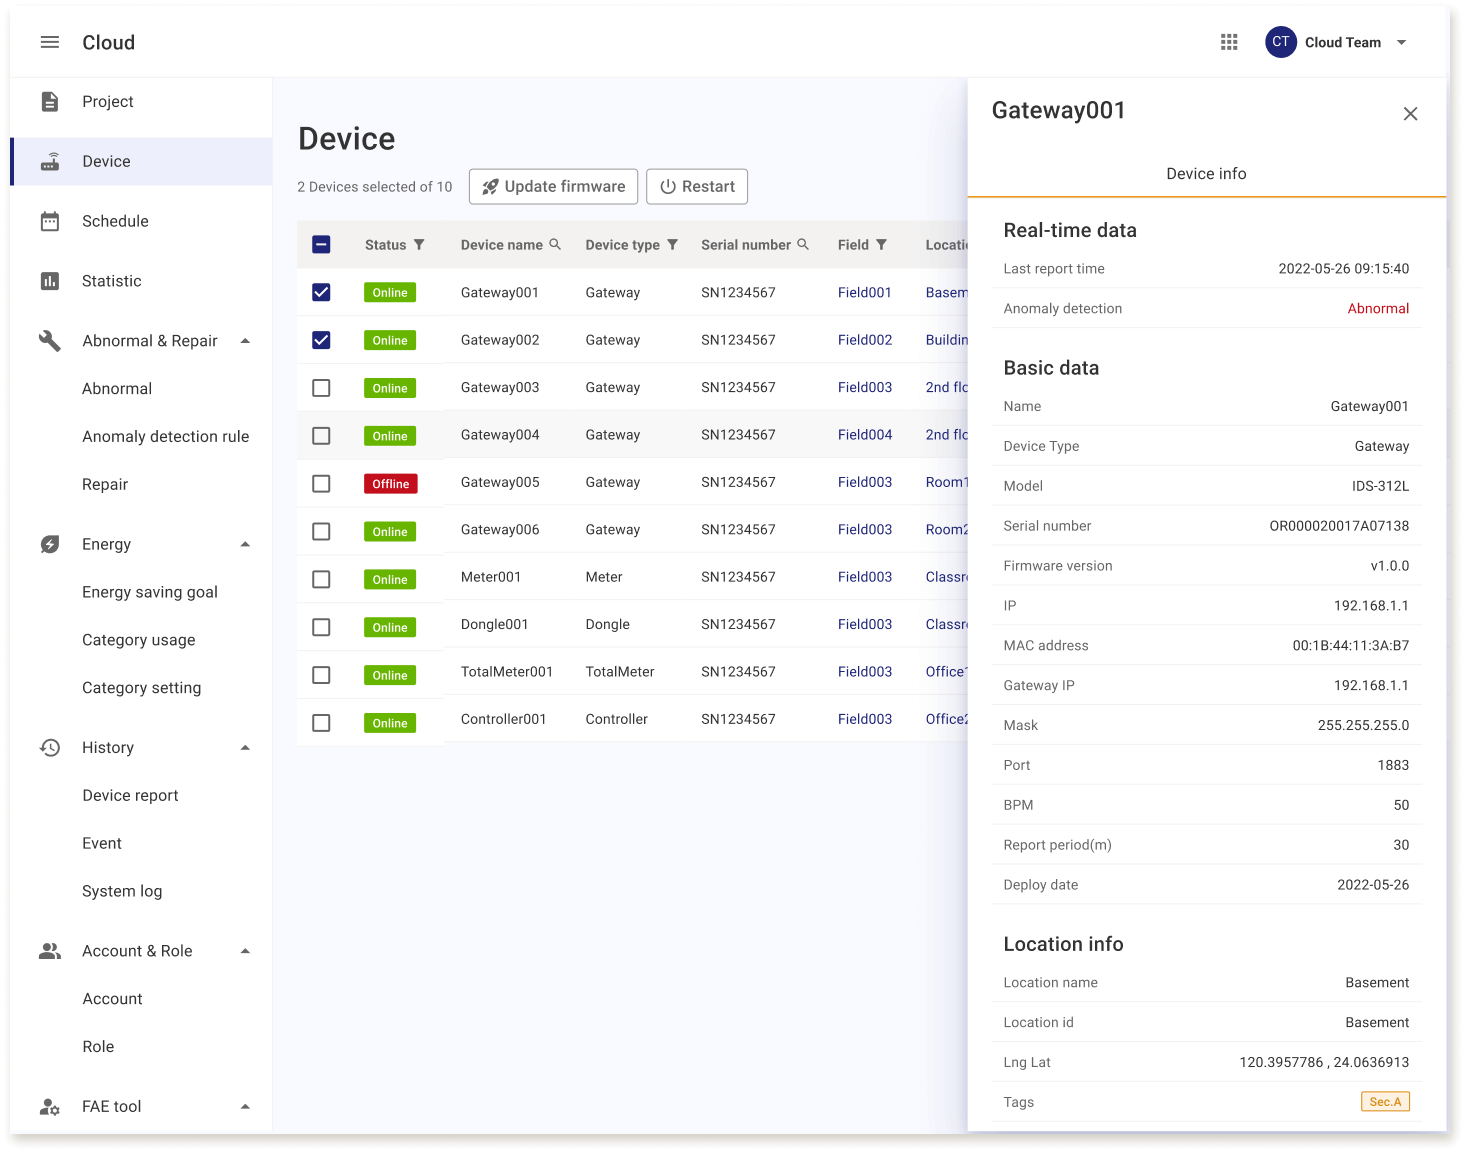 Cloud
CT Cloud Team
Project
Device
Schedule
Statistic
Abnormal & Repair
Abnormal
Anomaly detection rule
Repair
Energy
Energy saving goal
Category usage
Category setting
History
Device report
Event
System log
Account & Role
Account
Role
FAE tool
Device
2 Devices selected of 10 Update firmware Restart
Status Device name Device type Serial number Field Locati
Online Gateway001 Gateway SN1234567 Field001 Basem
Online Gateway002 Gateway SN1234567 Field002 Buildin
Online Gateway003 Gateway SN1234567 Field003 2nd flo
Online Gateway004 Gateway SN1234567 Field004 2nd flo
Offline Gateway005 Gateway SN1234567 Field003 Room1
Online Gateway006 Gateway SN1234567 Field003 Room2
Online Meter001 Meter SN1234567 Field003 Classr
Online Dongle001 Dongle SN1234567 Field003 Classr
Online TotalMeter001 TotalMeter SN1234567 Field003 Office1
Online Controller001 Controller SN1234567 Field003 Office2
Gateway001
Device info
Real-time data
Last report time 2022-05-26 09:15:40
Anomaly detection Abnormal
Basic data
Name Gateway001
Device Type Gateway
Model IDS-312L
Serial number OR000020017A07138
Firmware version v1.0.0
IP 192.168.1.1
MAC address 00:1B:44:11:3A:B7
Gateway IP 192.168.1.1
Mask 255.255.255.0
Port 1883
BPM 50
Report period(m) 30
Deploy date 2022-05-26
Location info
Location name Basement
Location id Basement
Lng Lat 120.3957786 , 24.0636913
Tags Sec.A